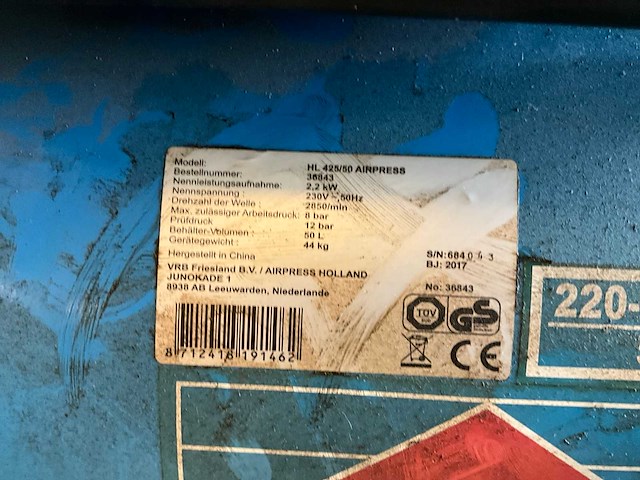 Modell: HL 425/50 AIRPRESS
Bestellnummer: 36843
Nennleistungsaufnahme: 2,2 kW
Nennspannung : 230V ~,50Hz
Drehzahl der Welle : 2850/min
Max. zulässiger Arbeitsdruck: 8 bar
Prüfdruck 12 bar
Behälter-Volumen : 50 L
Gerätegewicht : 44 kg
Hergestellt in China
S/N:684
BJ: 2017
VRB Friesland B.V. / AIRPRESS HOLLAND
JUNOKADE 1
8938 AB Leeuwarden, Niederlande
No: 36843
TÜV GS
CE
8 712418 191462
220-